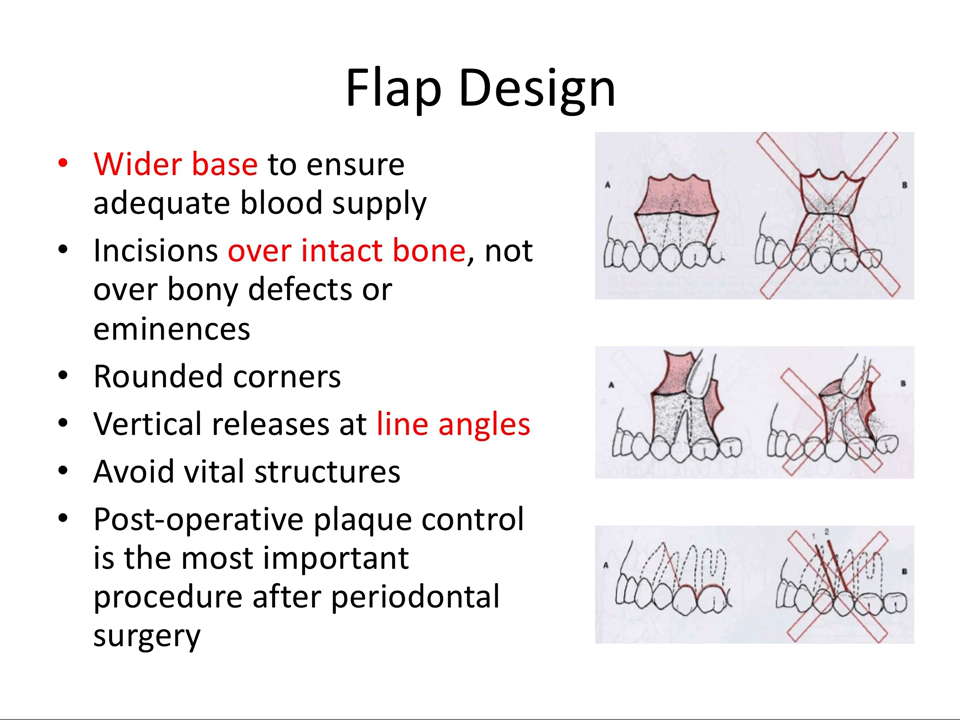 Flap Design
• Wider base to ensure
adequate blood supply
• Incisions over intact bone, not
over bony defects or
eminences
• Rounded corners
• Vertical releases at line angles
• Avoid vital structures
• Post-operative plaque control
is the most important
procedure after periodontal
surgery
A B
A B
A 1 2 B